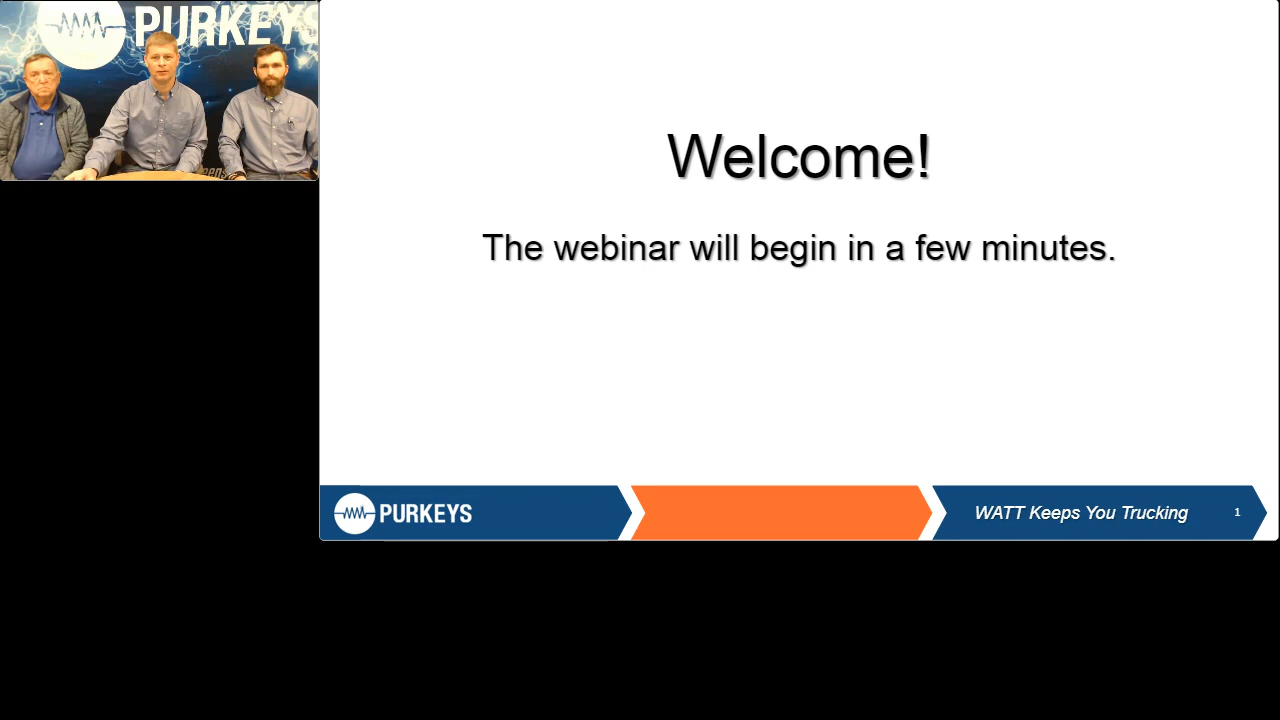 PURKEYS
Welcome!
The webinar will begin in a few minutes.
PURKEYS
WATT Keeps You Trucking
1